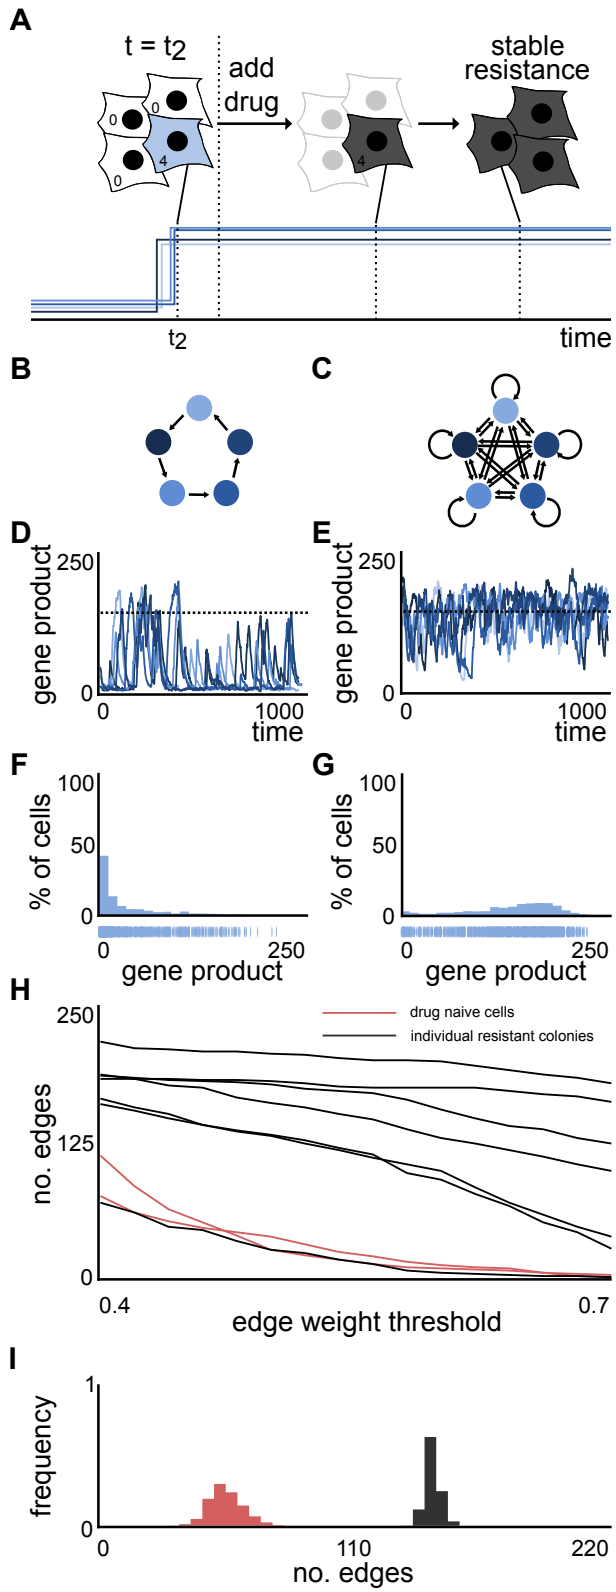 A
t = t2
add
drug
stable
resistance
0
0
0
4
4
t2
time
B
C
D
E
250
gene product
0
0
1000
time
250
gene product
0
0
1000
time
F
G
100
% of cells
50
0
0
250
gene product
100
% of cells
50
0
0
250
gene product
H
250
drug naive cells
individual resistant colonies
no. edges
125
0
0.4
0.7
edge weight threshold
I
1
frequency
0
0
110
220
no. edges